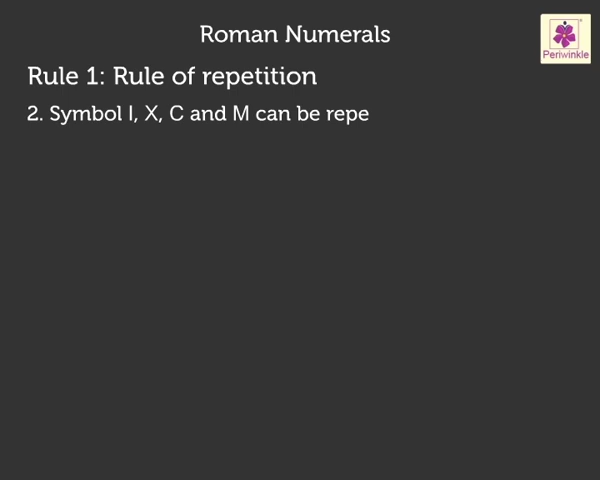 Roman Numerals
Periwinkle
Rule 1: Rule of repetition
2. Symbol I, X, C and M can be repe